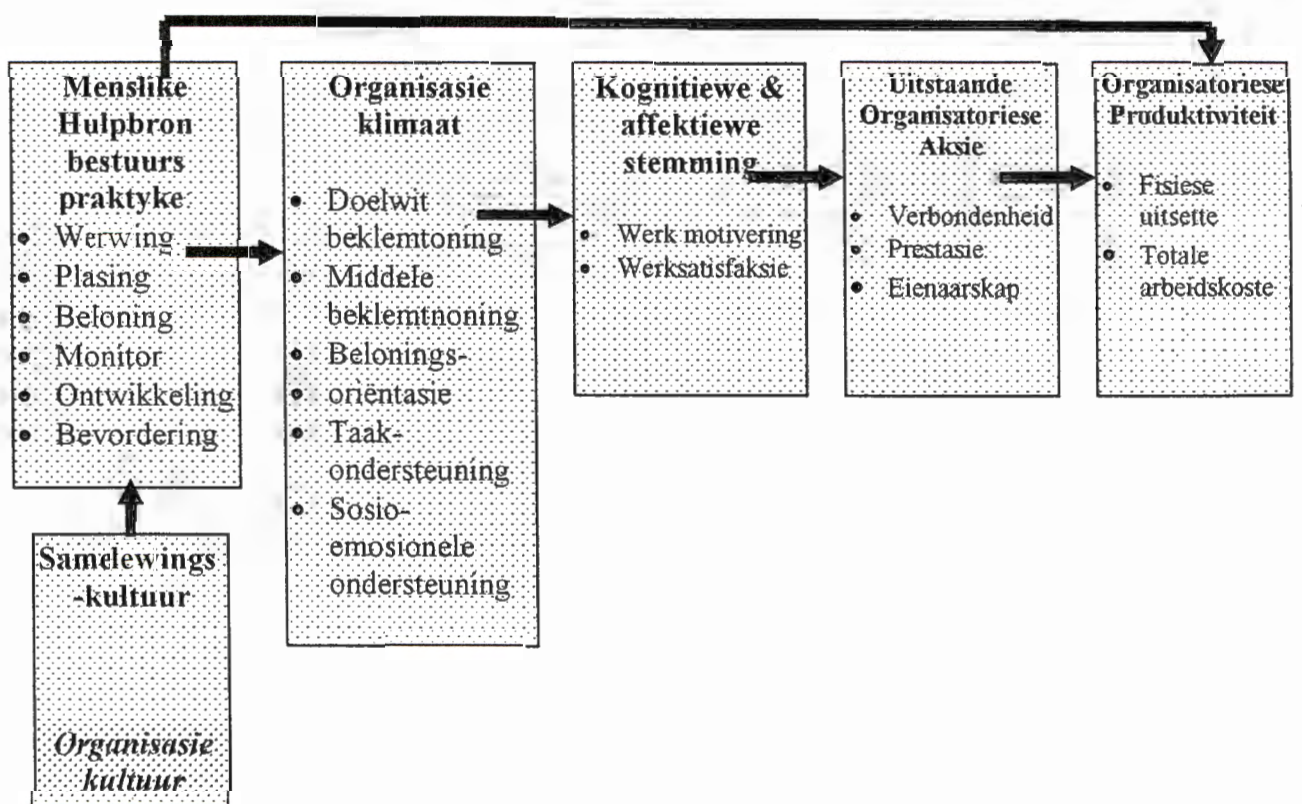 Menslike
Hulpbron
bestuurs
praktyke
• Werwing
• Plasing
• Beloning
• Monitor
• Ontwikkeling
• Bevordering
Samelewings
-kultuur
Organisasie
kultuur
Organisasie
klimaat
• Doelwit
beklemtoning
• Middele
beklemtnoning
• Belonings-
• oriëntasie
• Taak-
ondersteuning
• Sosio-
emosionele
ondersteuning
Kognitiewe &
affektiewe
stemming
• Werk motivering
• Werksatisfaksie
Uitstaande
Organisatoriese
Aksie
• Verbondenheid
• Prestasie
• Eienaarskap
Organisatoriese
Produktiwiteit
• Fisiese
uitsette
• Totale
arbeidskoste